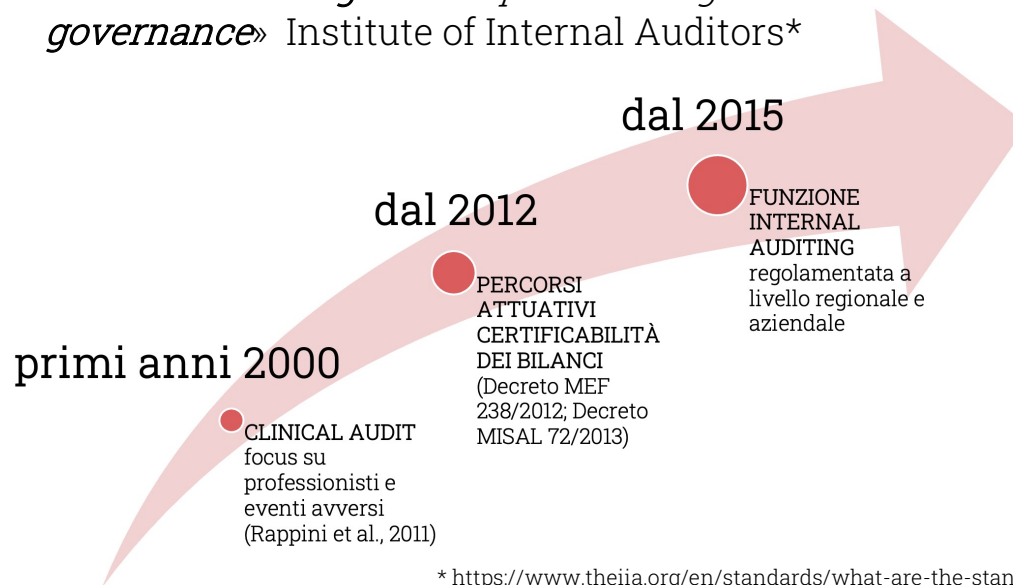 governance» Institute of Internal Auditors*
dal 2015
FUNZIONE
INTERNAL
AUDITING
regolamentata a
livello regionale e
aziendale
dal 2012
PERCORSI
ATTUATIVI
CERTIFICABILITÀ
DEI BILANCI
(Decreto MEF
238/2012; Decreto
MISAL 72/2013)
primi anni 2000
CLINICAL AUDIT
focus su
professionisti e
eventi avversi
(Rappini et al., 2011)
* https://www.theiia.org/en/standards/what-are-the-stan